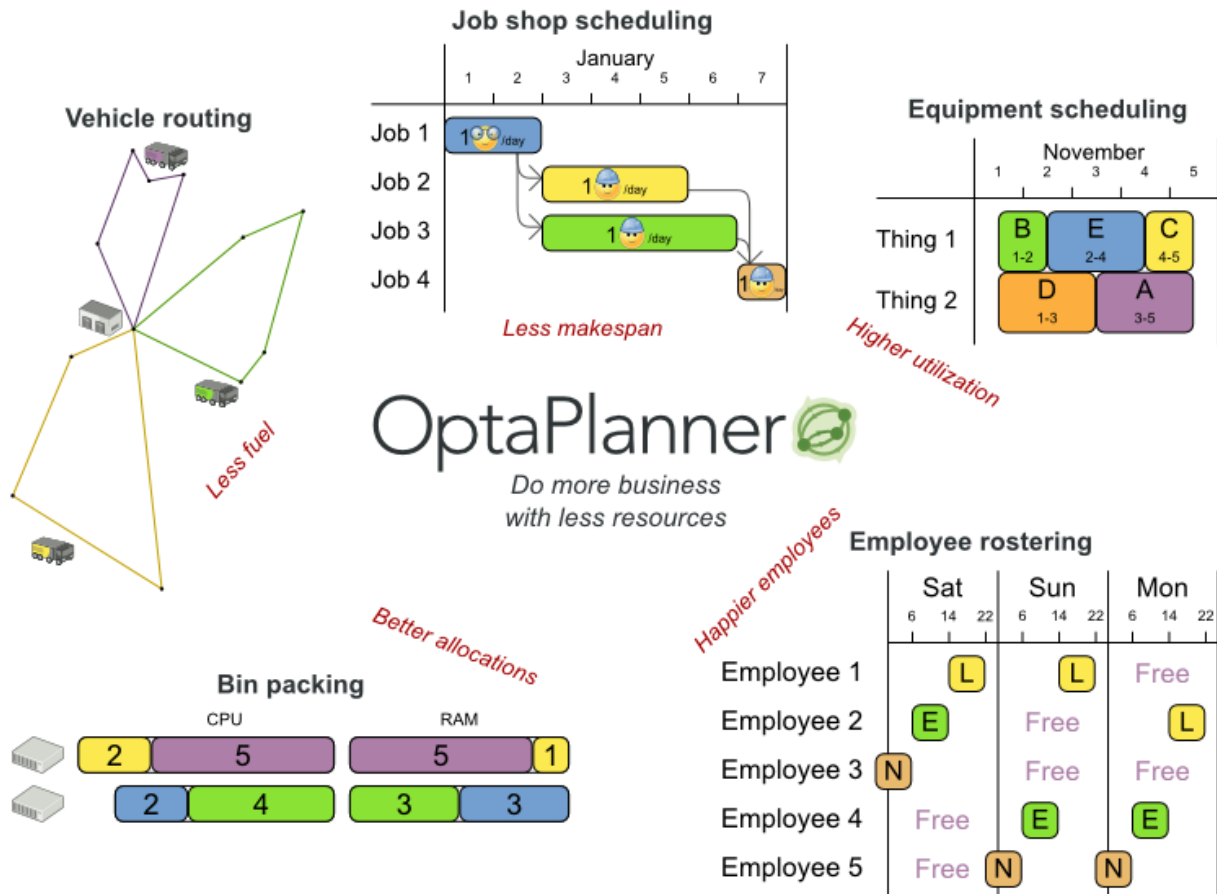 Job shop scheduling
January
1 2 3 4 5 6 7
Job 1
1 /day
Job 2
1 /day
Job 3
1 /day
Job 4
1
Less makespan
Vehicle routing
Less fuel
Equipment scheduling
November
1 2 3 4 5
Thing 1
B E C
1-2 2-4 4-5
Thing 2
D A
1-3 3-5
Higher utilization
OptaPlanner
Do more business
with less resources
Better allocations
Happier employees
Bin packing
CPU RAM
2 5 5 1
2 4 3 3
Employee rostering
Sat Sun Mon
6 14 22 6 14 22 6 14 22
Employee 1 L L Free
Employee 2 E Free L
Employee 3 N Free Free
Employee 4 Free E E
Employee 5 Free N N